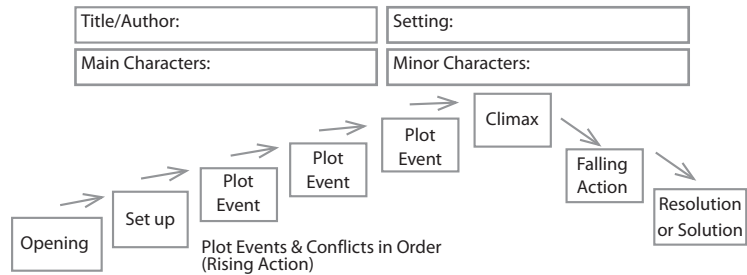 Title/Author:
Setting:
Main Characters:
Minor Characters:
Opening
Set up
Plot
Event
Plot
Event
Plot
Event
Climax
Falling
Action
Resolution
or Solution
Plot Events & Conflicts in Order
(Rising Action)